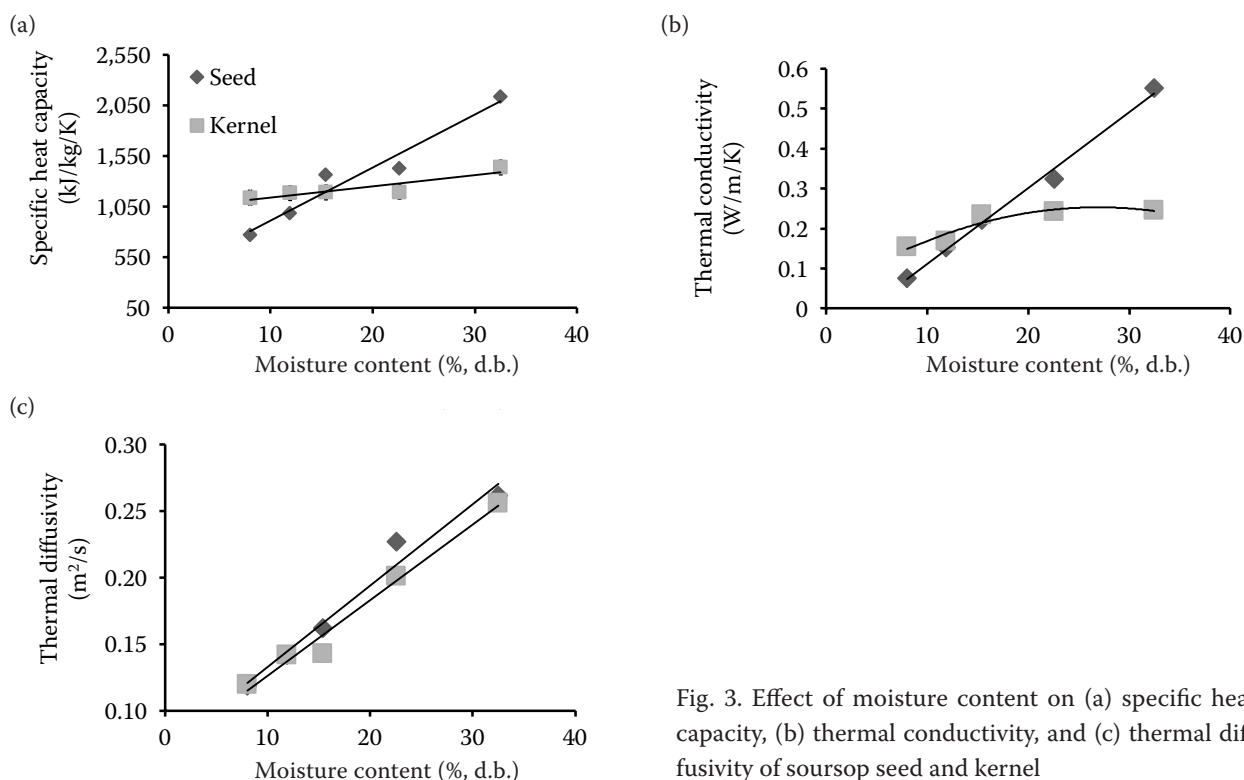 (a)
Specific heat capacity
(kJ/kg/K)
2,550
2,050
1,550
1,050
550
50
Seed
Kernel
0 10 20 30 40
Moisture content (%, d.b.)
(b)
Thermal conductivity
(W/m/K)
0.6
0.5
0.4
0.3
0.2
0.1
0
0 10 20 30 40
Moisture content (%, d.b.)
(c)
Thermal diffusivity
(m²/s)
0.30
0.25
0.20
0.15
0.10
0 10 20 30 40
Moisture content (%, d.b.)
Fig. 3. Effect of moisture content on (a) specific hea
capacity, (b) thermal conductivity, and (c) thermal dif
fusivity of soursop seed and kernel